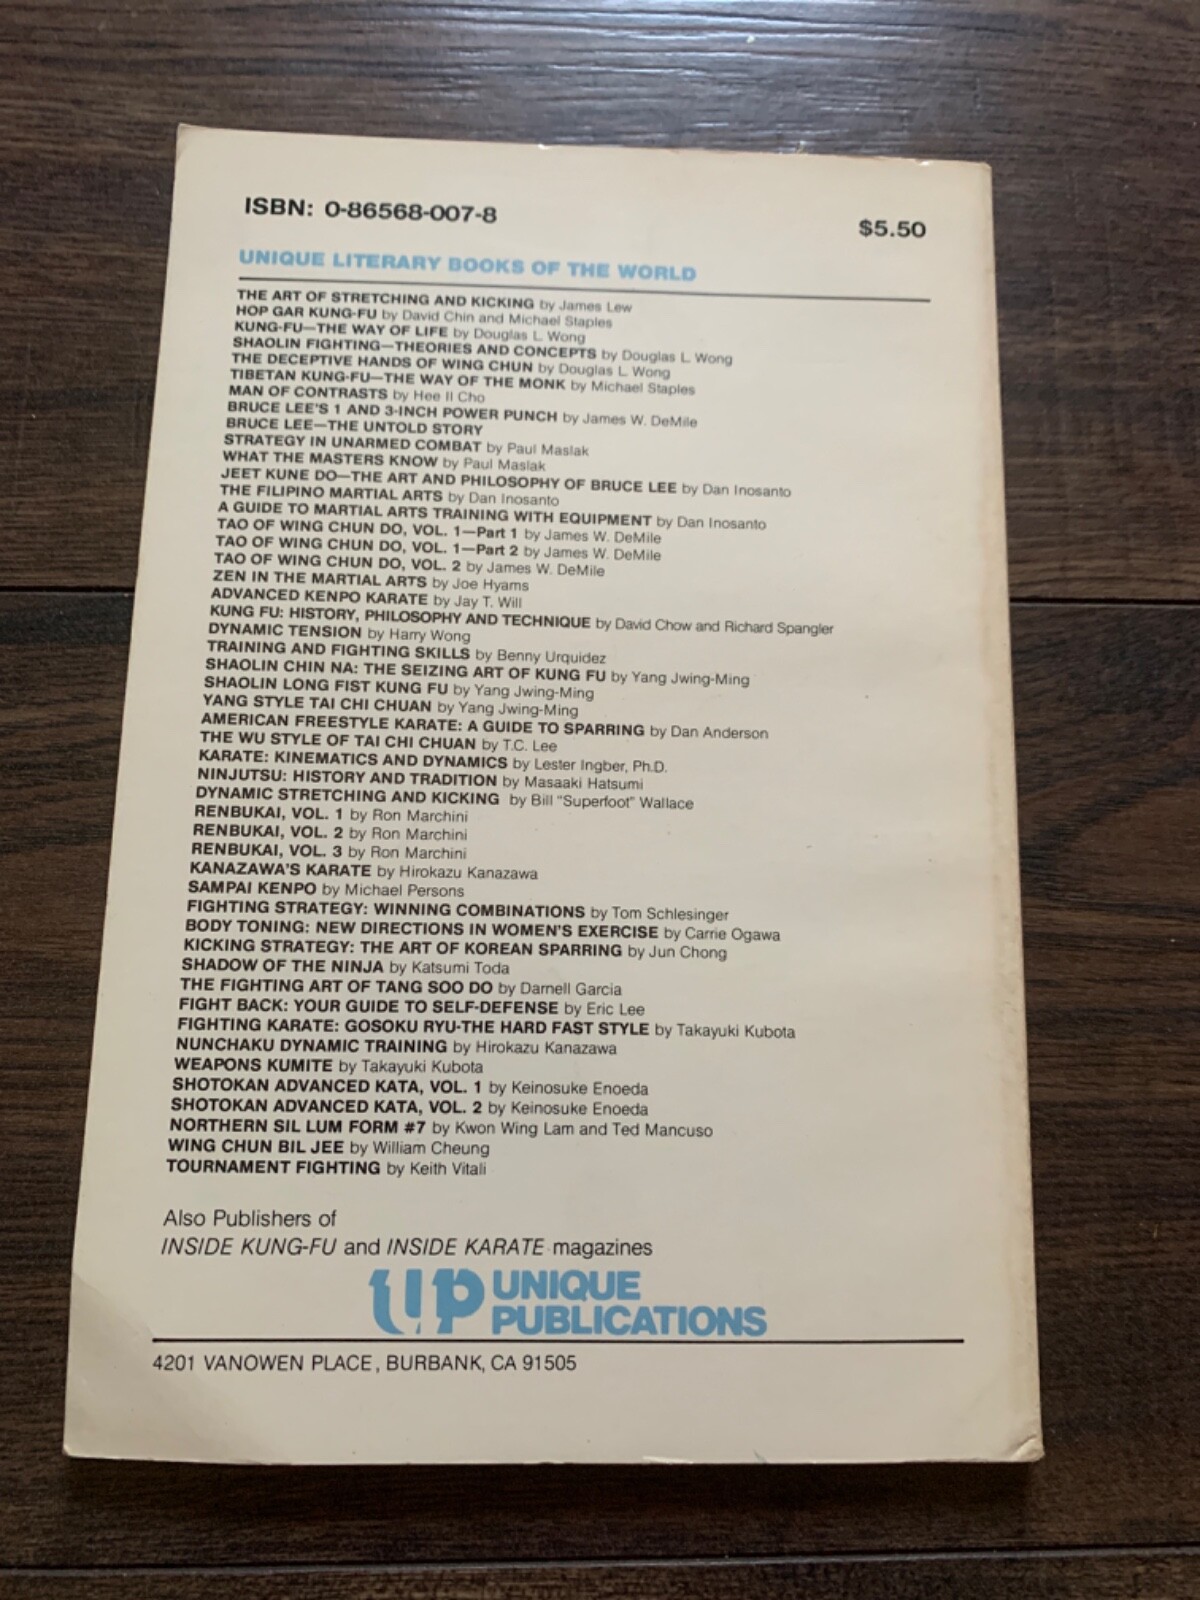 ISBN: 0-86568-007-8
$5.50
UNIQUE LITERARY BOOKS OF THE WORLD
THE ART OF STRETCHING AND KICKING by James Lew
HOP GAR KUNG-FU by David Chin and Michael Staples
KUNG-FU—THE WAY OF LIFE by Douglas L. Wong
SHAOLIN FIGHTING—THEORIES AND CONCEPTS by Douglas L. Wong
THE DECEPTIVE HANDS OF WING CHUN by Douglas L. Wong
TIBETAN KUNG-FU—THE WAY OF THE MONK by Michael Staples
MAN OF CONTRASTS by Hee Il Cho
BRUCE LEE'S 1 AND 3-INCH POWER PUNCH by James W. DeMile
BRUCE LEE—THE UNTOLD STORY
STRATEGY IN UNARMED COMBAT by Paul Maslak
WHAT THE MASTERS KNOW by Paul Maslak
JEET KUNE DO—THE ART AND PHILOSOPHY OF BRUCE LEE by Dan Inosanto
THE FILIPINO MARTIAL ARTS by Dan Inosanto
A GUIDE TO MARTIAL ARTS TRAINING WITH EQUIPMENT by Dan Inosanto
TAO OF WING CHUN DO, VOL. 1—Part 1 by James W. DeMile
TAO OF WING CHUN DO, VOL. 1—Part 2 by James W. DeMile
TAO OF WING CHUN DO, VOL. 2 by James W. DeMile
ZEN IN THE MARTIAL ARTS by Joe Hyams
ADVANCED KENPO KARATE by Jay T. Will
KUNG FU: HISTORY, PHILOSOPHY AND TECHNIQUE by David Chow and Richard Spangler
DYNAMIC TENSION by Harry Wong
TRAINING AND FIGHTING SKILLS by Benny Urquidez
SHAOLIN CHIN NA: THE SEIZING ART OF KUNG FU by Yang Jwing-Ming
SHAOLIN LONG FIST KUNG FU by Yang Jwing-Ming
YANG STYLE TAI CHI CHUAN by Yang Jwing-Ming
AMERICAN FREESTYLE KARATE: A GUIDE TO SPARRING by Dan Anderson
THE WU STYLE OF TAI CHI CHUAN by T.C. Lee
KARATE: KINEMATICS AND DYNAMICS by Lester Ingber, Ph.D.
NINJUTSU: HISTORY AND TRADITION by Masaaki Hatsumi
DYNAMIC STRETCHING AND KICKING by Bill "Superfoot" Wallace
RENBUKAI, VOL. 1 by Ron Marchini
RENBUKAI, VOL. 2 by Ron Marchini
RENBUKAI, VOL. 3 by Ron Marchini
KANAZAWA'S KARATE by Hirokazu Kanazawa
SAMPAI KENPO by Michael Persons
FIGHTING STRATEGY: WINNING COMBINATIONS by Tom Schlesinger
BODY TONING: NEW DIRECTIONS IN WOMEN'S EXERCISE by Carrie Ogawa
KICKING STRATEGY: THE ART OF KOREAN SPARRING by Jun Chong
SHADOW OF THE NINJA by Katsumi Toda
THE FIGHTING ART OF TANG SOO DO by Darnell Garcia
FIGHT BACK: YOUR GUIDE TO SELF-DEFENSE by Eric Lee
FIGHTING KARATE: GOSOKU RYU-THE HARD FAST STYLE by Takayuki Kubota
NUNCHAKU DYNAMIC TRAINING by Hirokazu Kanazawa
WEAPONS KUMITE by Takayuki Kubota
SHOTOKAN ADVANCED KATA, VOL. 1 by Keinosuke Enoeda
SHOTOKAN ADVANCED KATA, VOL. 2 by Keinosuke Enoeda
NORTHERN SIL LUM FORM #7 by Kwon Wing Lam and Ted Mancuso
WING CHUN BIL JEE by William Cheung
TOURNAMENT FIGHTING by Keith Vitali
Also Publishers of
INSIDE KUNG-FU and INSIDE KARATE magazines
UP UNIQUE
PUBLICATIONS
4201 VANOWEN PLACE, BURBANK, CA 91505